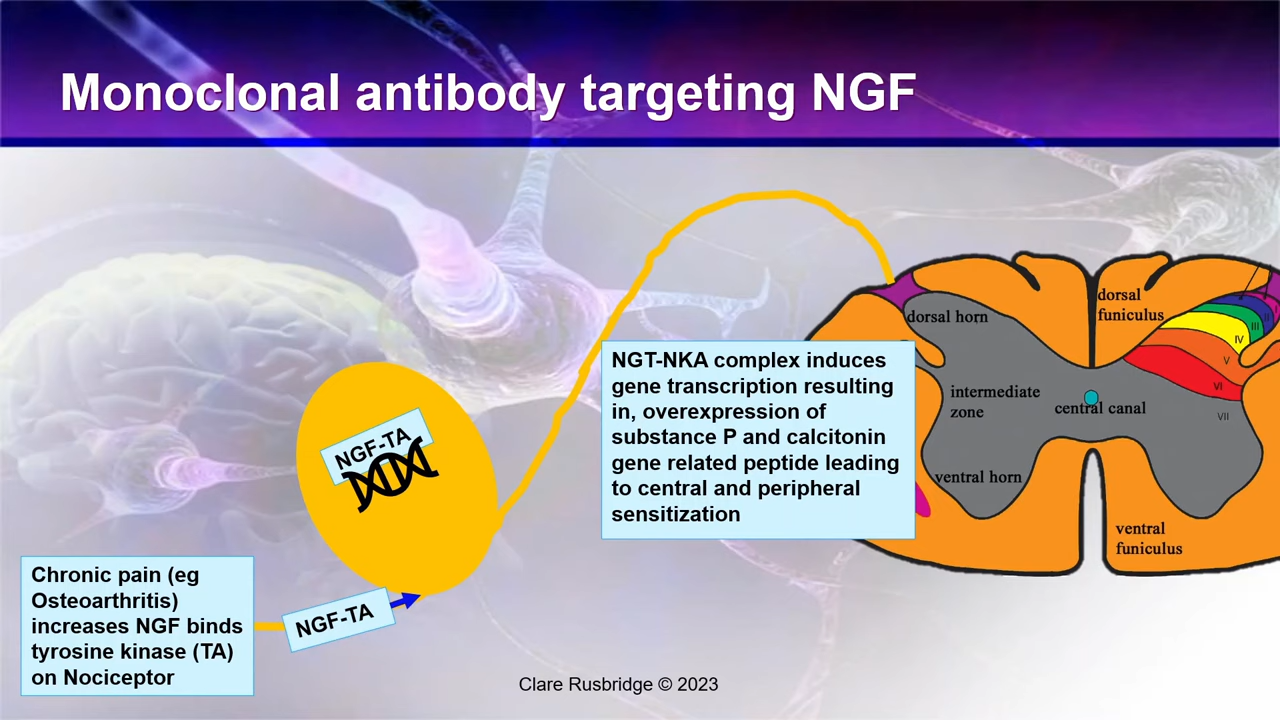 Monoclonal antibody targeting NGF
NGF-TA
Chronic pain (eg
Osteoarthritis)
increases NGF binds
tyrosine kinase (TA)
on Nociceptor
NGF-TA
NGT-NKA complex induces
gene transcription resulting
in, overexpression of
substance P and calcitonin
gene related peptide leading
to central and peripheral
sensitization
dorsal horn
dorsal
funiculus
intermediate
zone
central canal
ventral horn
ventral
funiculus
I
II
III
IV
V
VI
VII
Clare Rusbridge © 2023